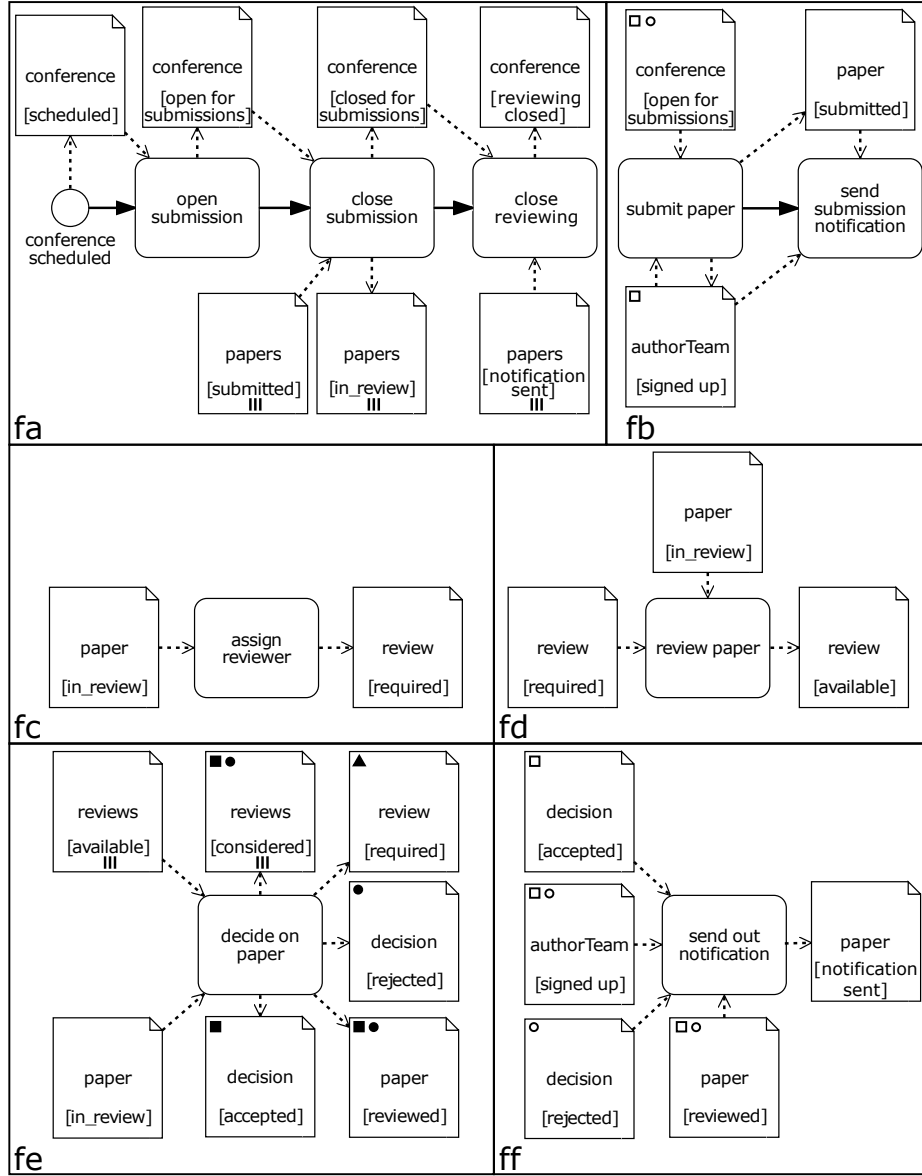 conference
[scheduled]
conference
[open for
submissions]
conference
[closed for
submissions]
conference
[reviewing
closed]
conference
scheduled
open
submission
close
submission
close
reviewing
papers
[submitted]
papers
[in_review]
papers
[notification
sent]
fa
conference
[open for
submissions]
paper
[submitted]
submit paper
send
submission
notification
authorTeam
[signed up]
fb
paper
[in_review]
assign
reviewer
review
[required]
fc
paper
[in_review]
review
[required]
review paper
review
[available]
fd
reviews
[available]
reviews
[considered]
review
[required]
decide on
paper
decision
[rejected]
paper
[in_review]
decision
[accepted]
paper
[reviewed]
fe
decision
[accepted]
authorTeam
[signed up]
send out
notification
paper
[notification
sent]
decision
[rejected]
paper
[reviewed]
ff